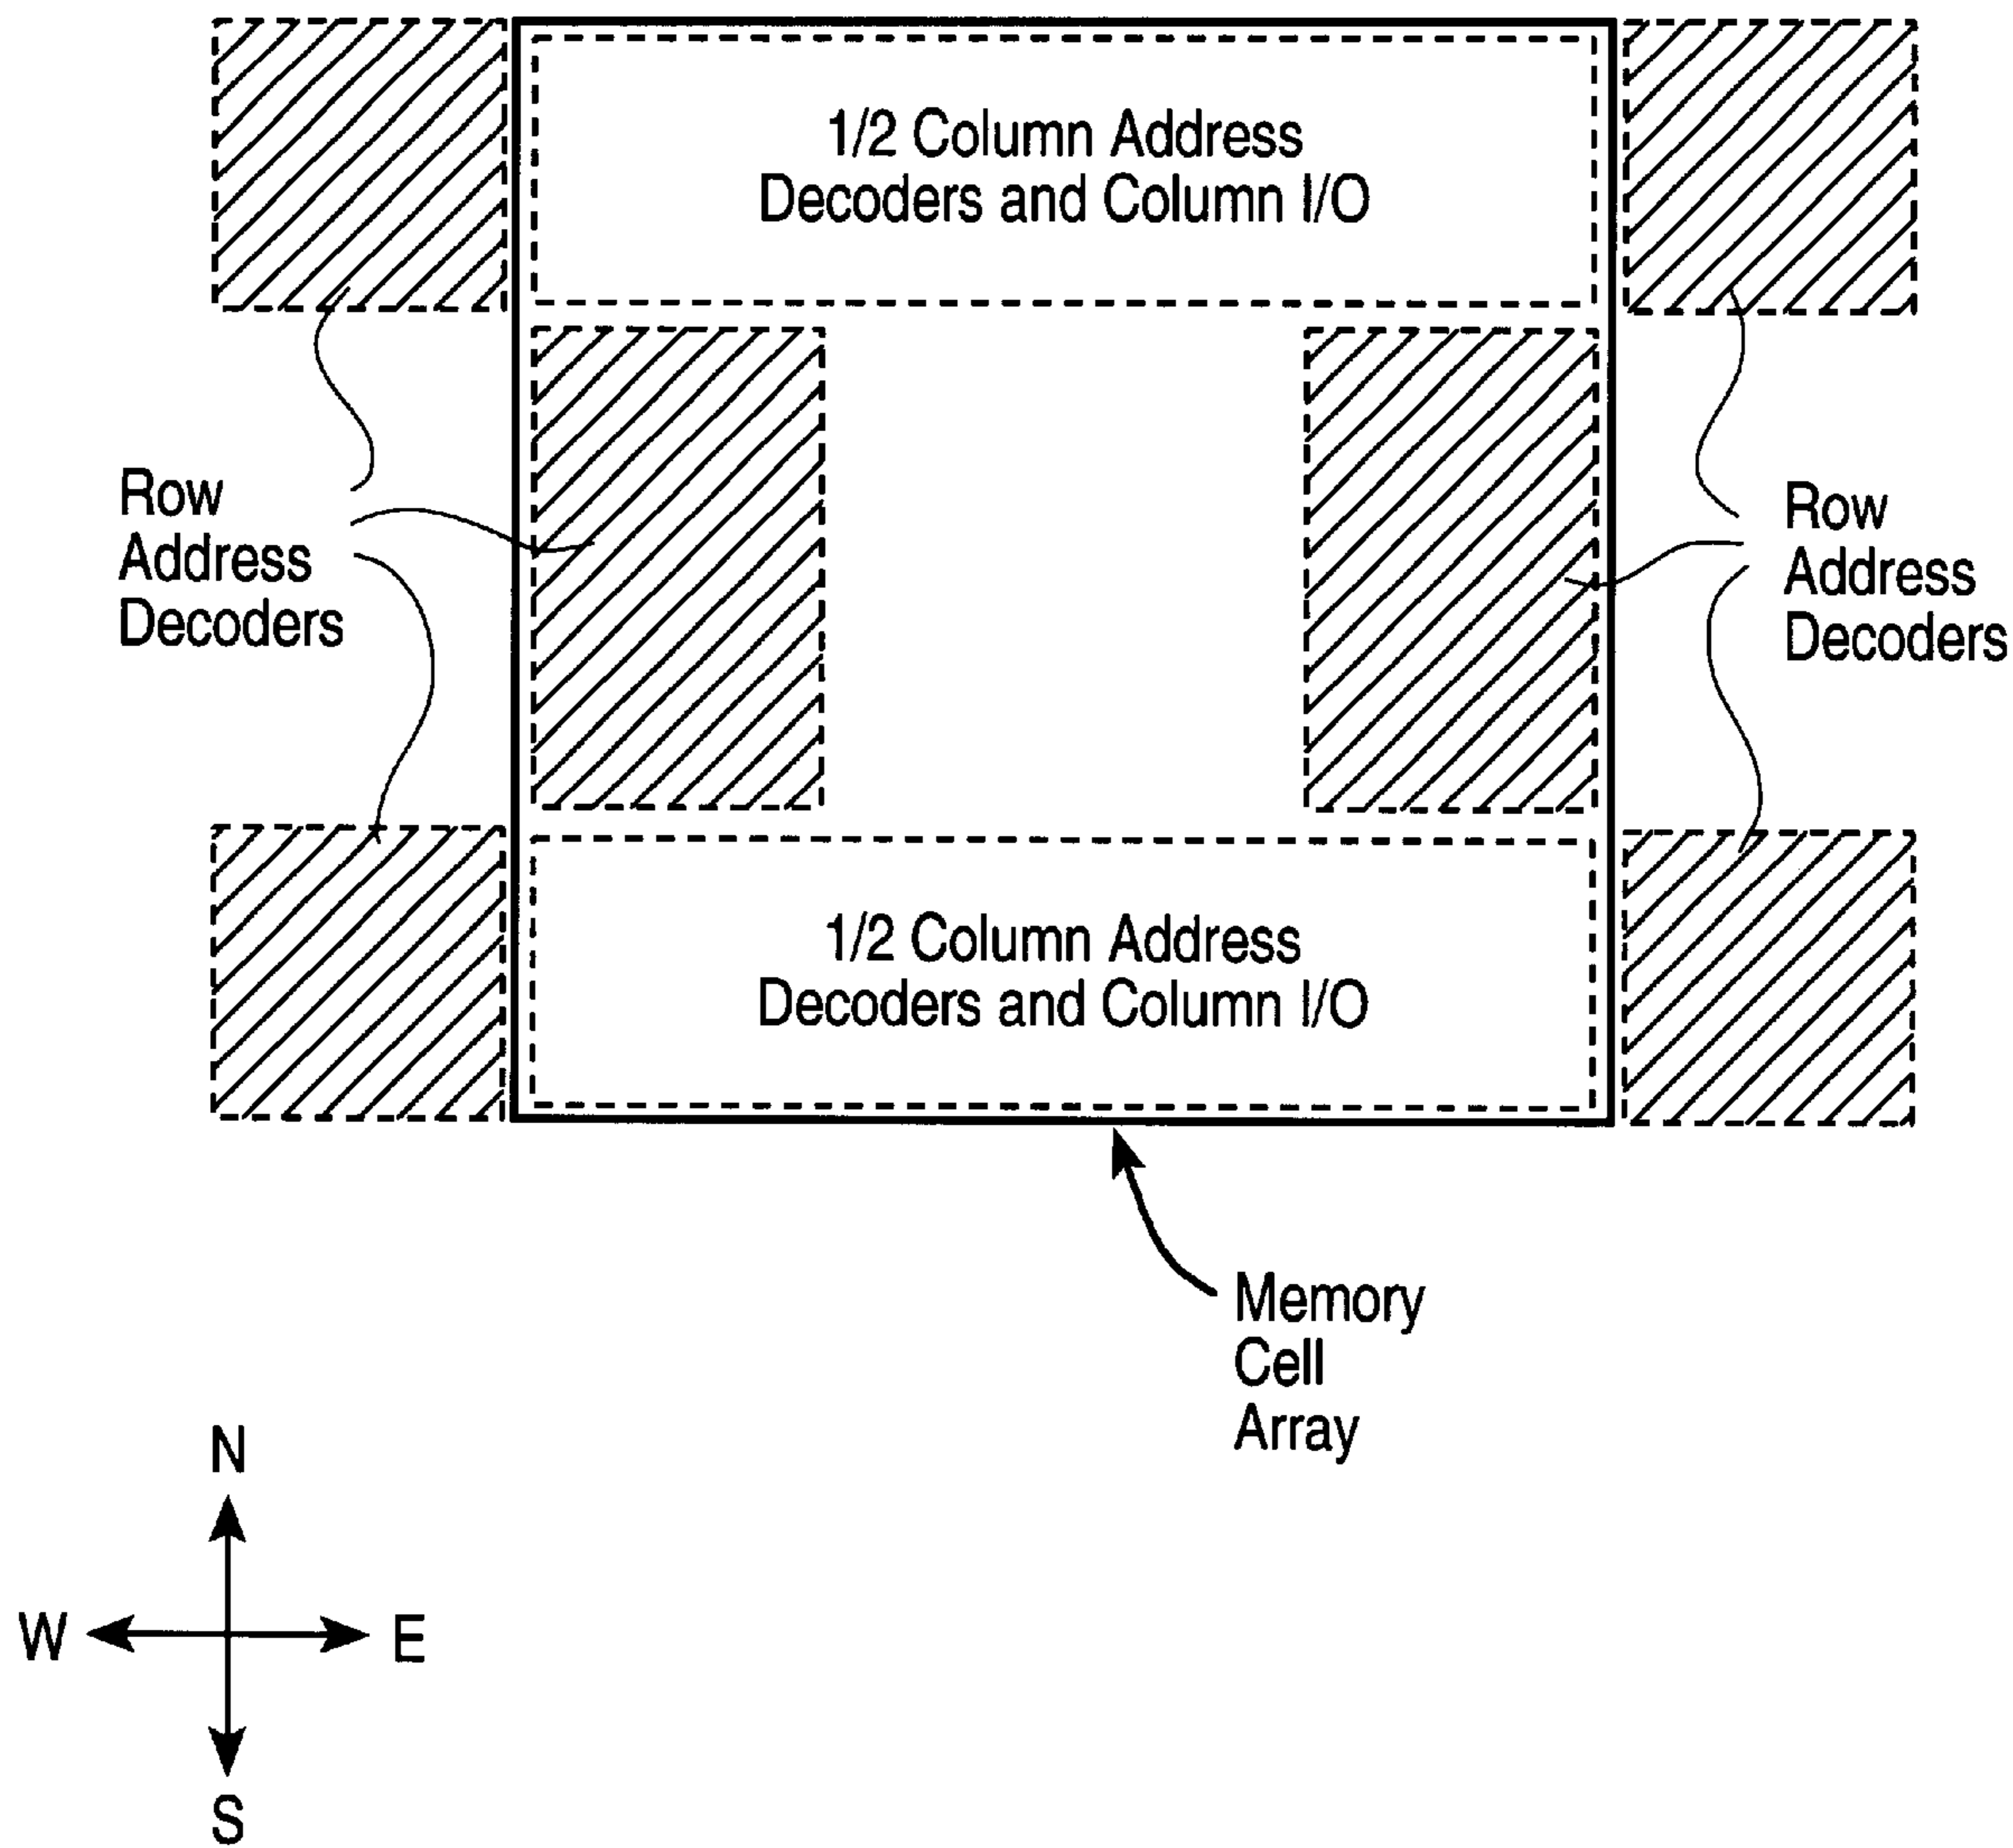 1/2 Column Address
Decoders and Column I/O
Row
Address
Decoders
Row
Address
Decoders
1/2 Column Address
Decoders and Column I/O
Memory
Cell
Array
N
W
E
S